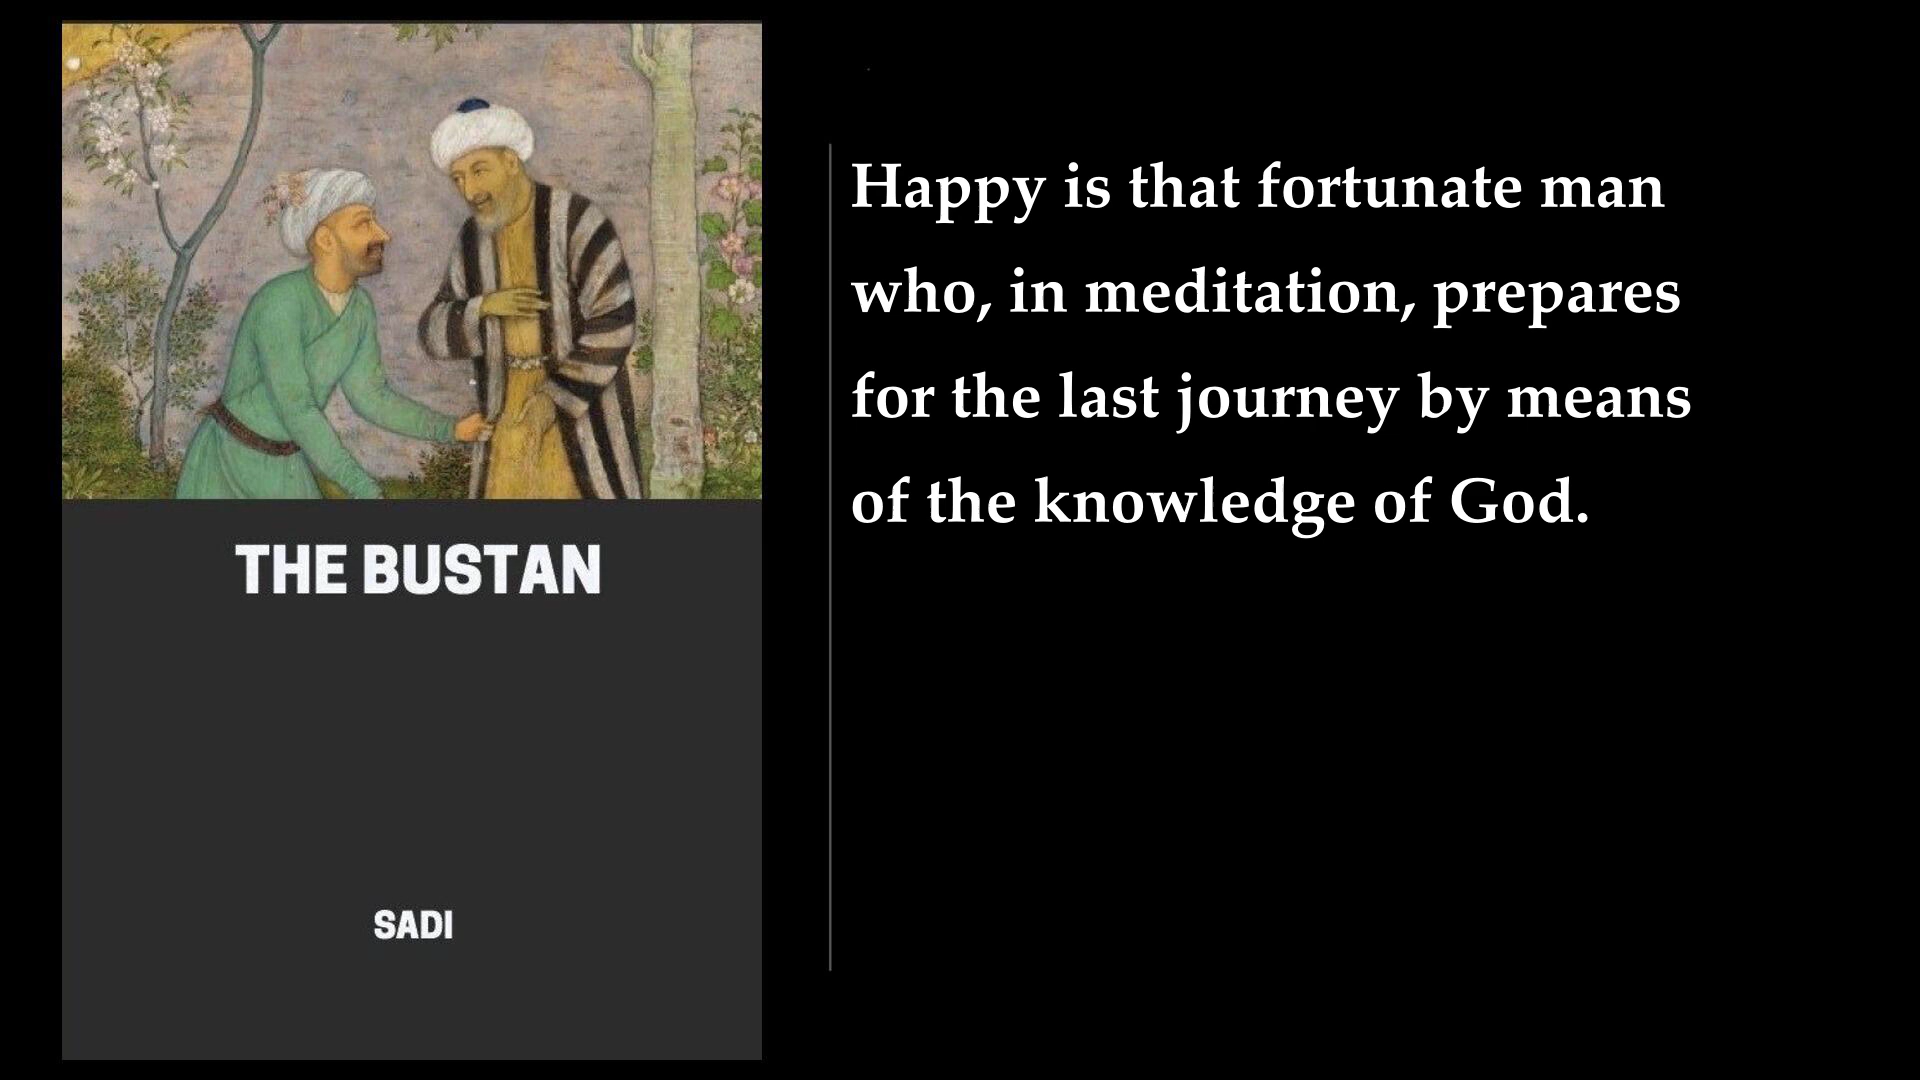 THE BUSTAN
SADI
Happy is that fortunate man
who, in meditation, prepares
for the last journey by means
of the knowledge of God.